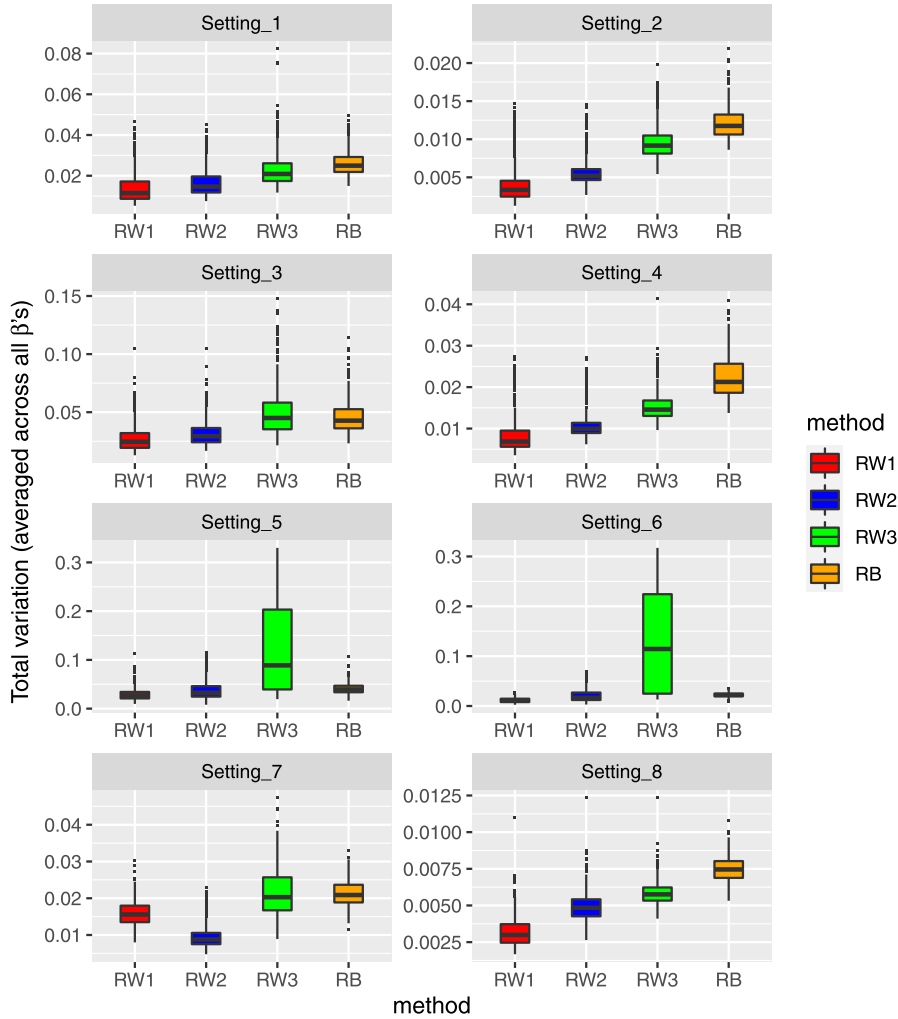 Setting_1
Setting_2
0.08
0.06
0.04
0.02
0.020
0.015
0.010
0.005
RW1 RW2 RW3 RB
RW1 RW2 RW3 RB
Setting_3
Setting_4
0.15
0.10
0.05
0.04
0.03
0.02
0.01
RW1 RW2 RW3 RB
RW1 RW2 RW3 RB
Setting_5
Setting_6
0.3
0.2
0.1
0.0
0.3
0.2
0.1
0.0
RW1 RW2 RW3 RB
RW1 RW2 RW3 RB
Setting_7
Setting_8
0.04
0.03
0.02
0.01
0.0125
0.0100
0.0075
0.0050
0.0025
RW1 RW2 RW3 RB
RW1 RW2 RW3 RB
Total variation (averaged across all β's)
method
method
RW1
RW2
RW3
RB